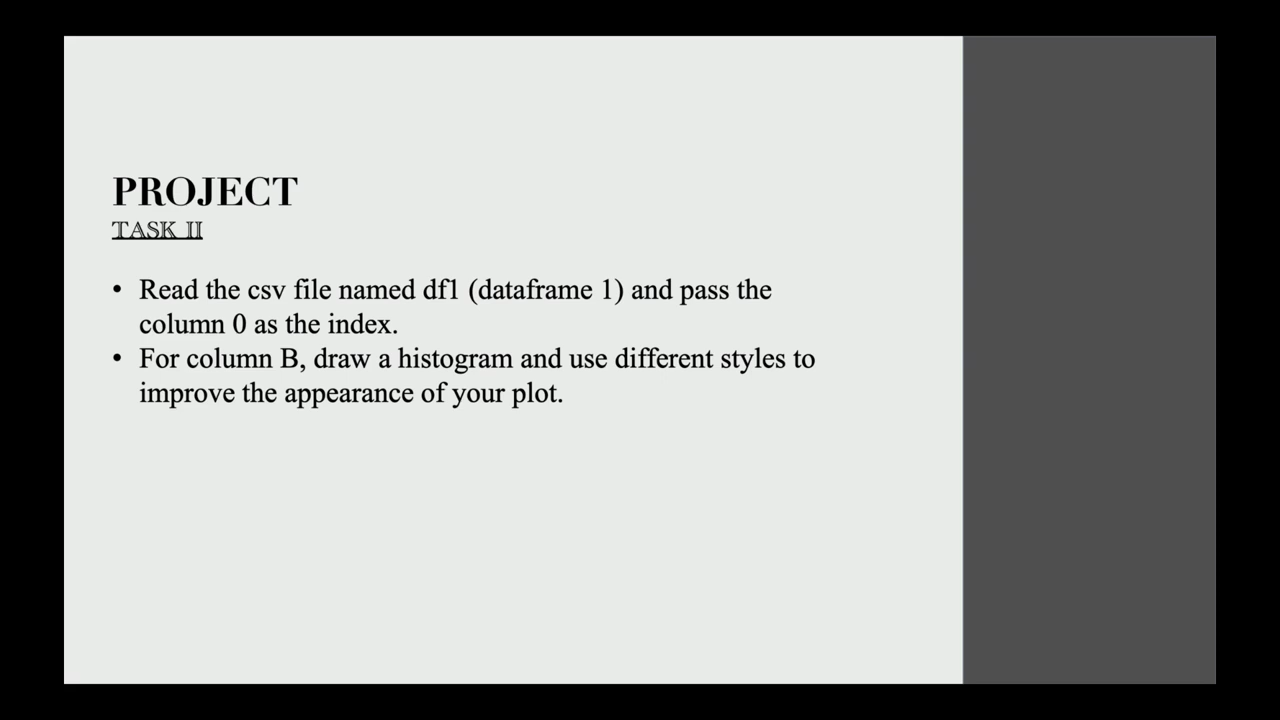 PROJECT
TASK II
• Read the csv file named df1 (dataframe 1) and pass the
column 0 as the index.
• For column B, draw a histogram and use different styles to
improve the appearance of your plot.